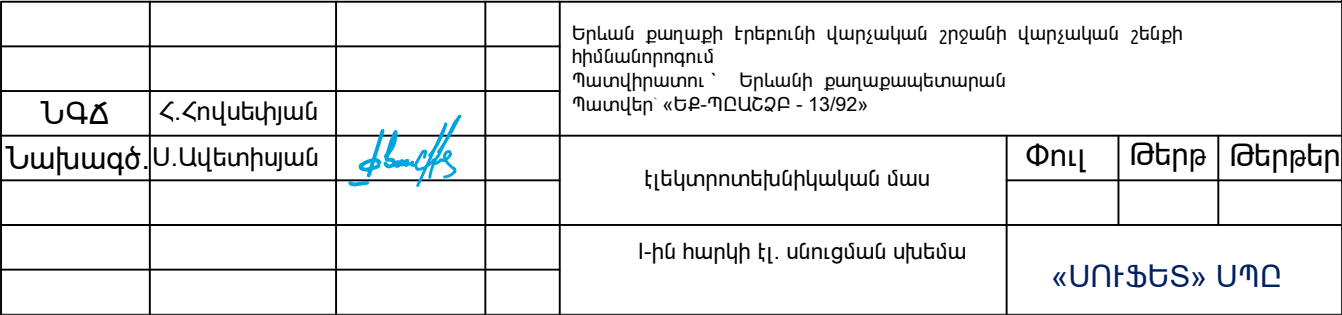 Երևան քաղաքի էրեբունի վարչական շրջանի վարչական շենքի
հիմնանորոգում
Պատվիրատու ՝ Երևանի քաղաքապետարան
Պատվեր՝ «ԵՔ-ՊԸԱՇՁԲ - 13/92»
ՆԳՃ Հ.Հովսեփյան
Նախագծ. Ս.Ավետիսյան
էլեկտրոտեխնիկական մաս
Փուլ Թերթ Թերթեր
I-ին հարկի էլ. սնուցման սխեմա
«ՍՈՒՖԵՏ» ՍՊԸ